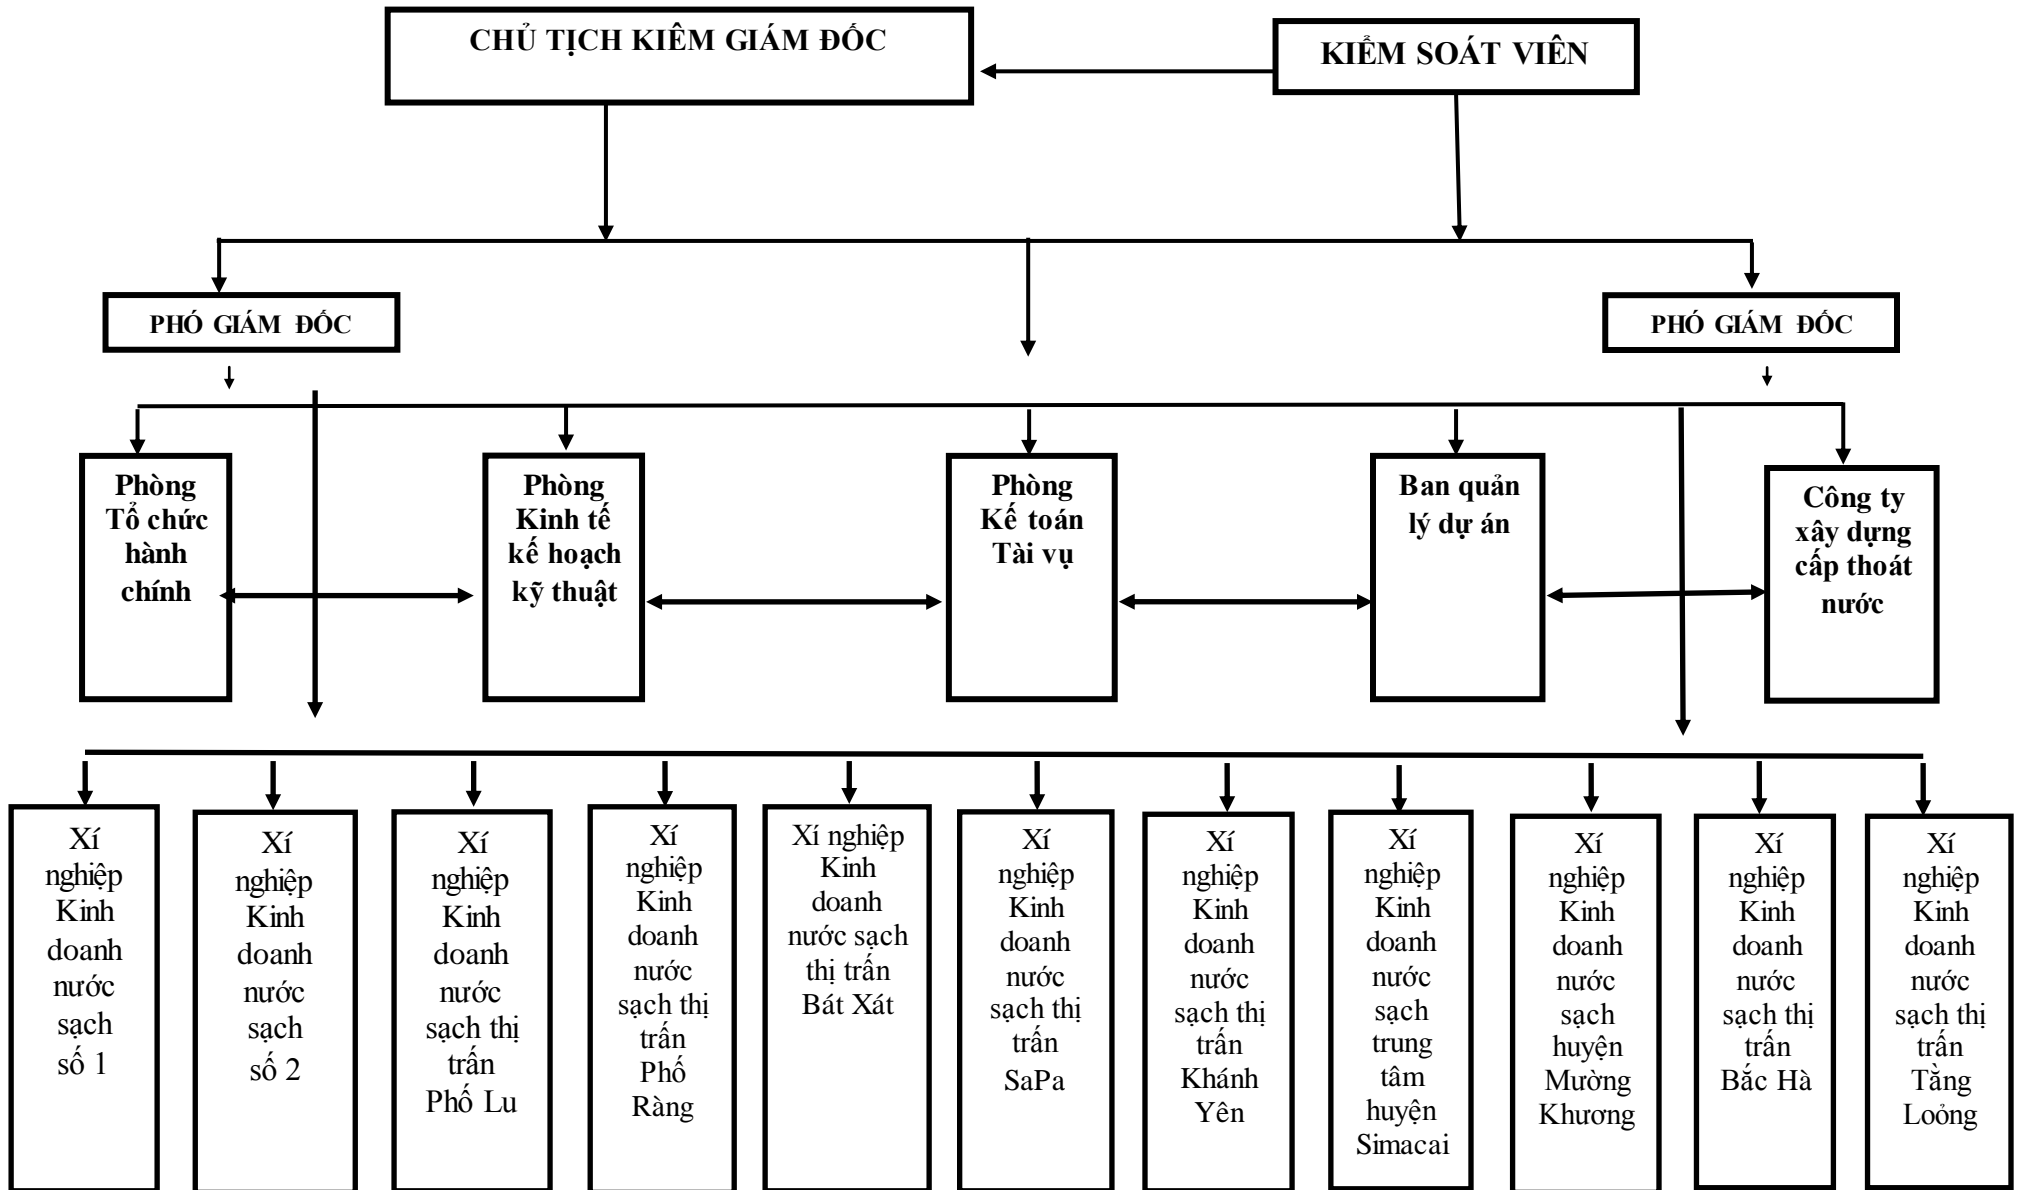 CHỦ TỊCH KIÊM GIÁM ĐỐC
KIỂM SOÁT VIÊN
PHÓ GIÁM ĐỐC
PHÓ GIÁM ĐỐC
Phòng
Tổ chức
hành
chính
Phòng
Kinh tế
kế hoạch
kỹ thuật
Phòng
Kế toán
Tài vụ
Ban quản
lý dự án
Công ty
xây dựng
cấp thoát
nước
Xí
nghiệp
Kinh
doanh
nước
sạch
số 1
Xí
nghiệp
Kinh
doanh
nước
sạch
số 2
Xí
nghiệp
Kinh
doanh
nước
sạch thị
trấn
Phố Lu
Xí
nghiệp
Kinh
doanh
nước
sạch thị
trấn
Phố
Ràng
Xí nghiệp
Kinh
doanh
nước sạch
thị trấn
Bát Xát
Xí
nghiệp
Kinh
doanh
nước
sạch thị
trấn
SaPa
Xí
nghiệp
Kinh
doanh
nước
sạch thị
trấn
Khánh
Yên
Xí
nghiệp
Kinh
doanh
nước
sạch
trung
tâm
huyện
Simacai
Xí
nghiệp
Kinh
doanh
nước
sạch
huyện
Mường
Khương
Xí
nghiệp
Kinh
doanh
nước
sạch thị
trấn
Bắc Hà
Xí
nghiệp
Kinh
doanh
nước
sạch thị
trấn
Tằng
Loỏng